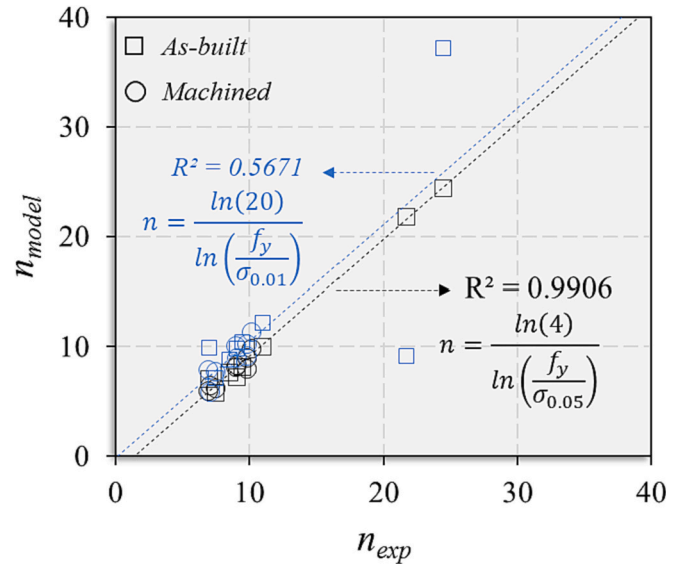 40
30
20
10
0
n_model
As-built
Machined
R² = 0.5671
n = ln(20) / ln(f_y/σ_0.01)
R² = 0.9906
n = ln(4) / ln(f_y/σ_0.05)
0 10 20 30 40
n_exp